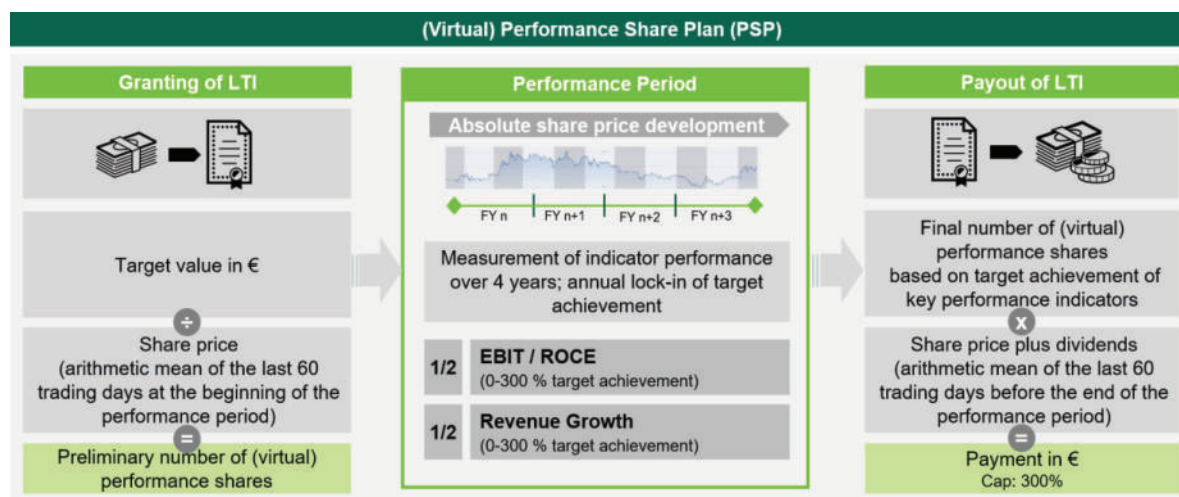 (Virtual) Performance Share Plan (PSP)
Granting of LTI
Target value in €
÷
Share price
(arithmetic mean of the last 60
trading days at the beginning of the
performance period)
=
Preliminary number of (virtual)
performance shares
Performance Period
Absolute share price development
FY n
FY n+1
FY n+2
FY n+3
Measurement of indicator performance
over 4 years; annual lock-in of target
achievement
1/2
EBIT / ROCE
(0-300 % target achievement)
1/2
Revenue Growth
(0-300 % target achievement)
Payout of LTI
Final number of (virtual)
performance shares
based on target achievement of
key performance indicators
x
Share price plus dividends
(arithmetic mean of the last 60
trading days before the end of the
performance period)
=
Payment in €
Cap: 300%